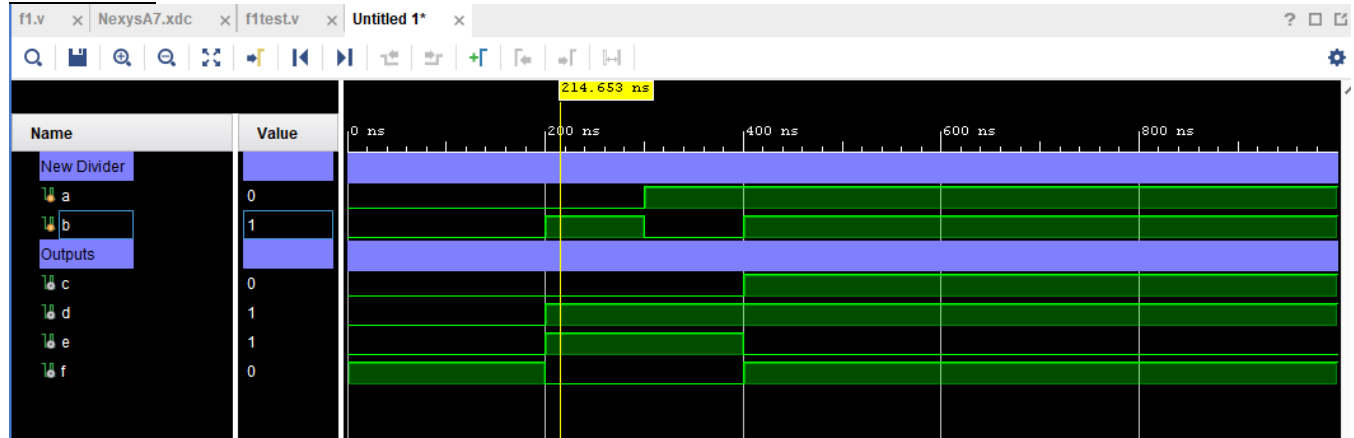 f1.v × NexysA7.xdc × f1test.v × Untitled 1* × ?
214.653 ns
Name Value 0 ns 200 ns 400 ns 600 ns 800 ns
New Divider
a 0
b 1
Outputs
c 0
d 1
e 1
f 0